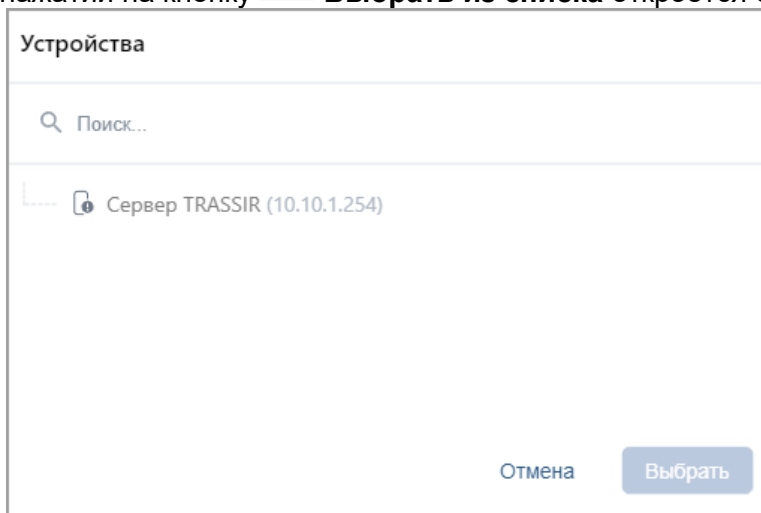 нажатии на кнопку Выбрать из списка откроется
Устройства
Поиск...
Сервер TRASSIR (10.10.1.254)
Отмена Выбрать